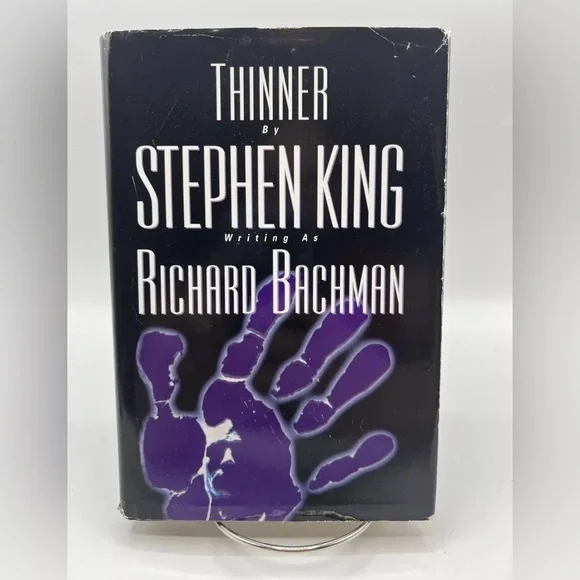 THINNER
By
STEPHEN KING
Writing As
RICHARD BACHMAN